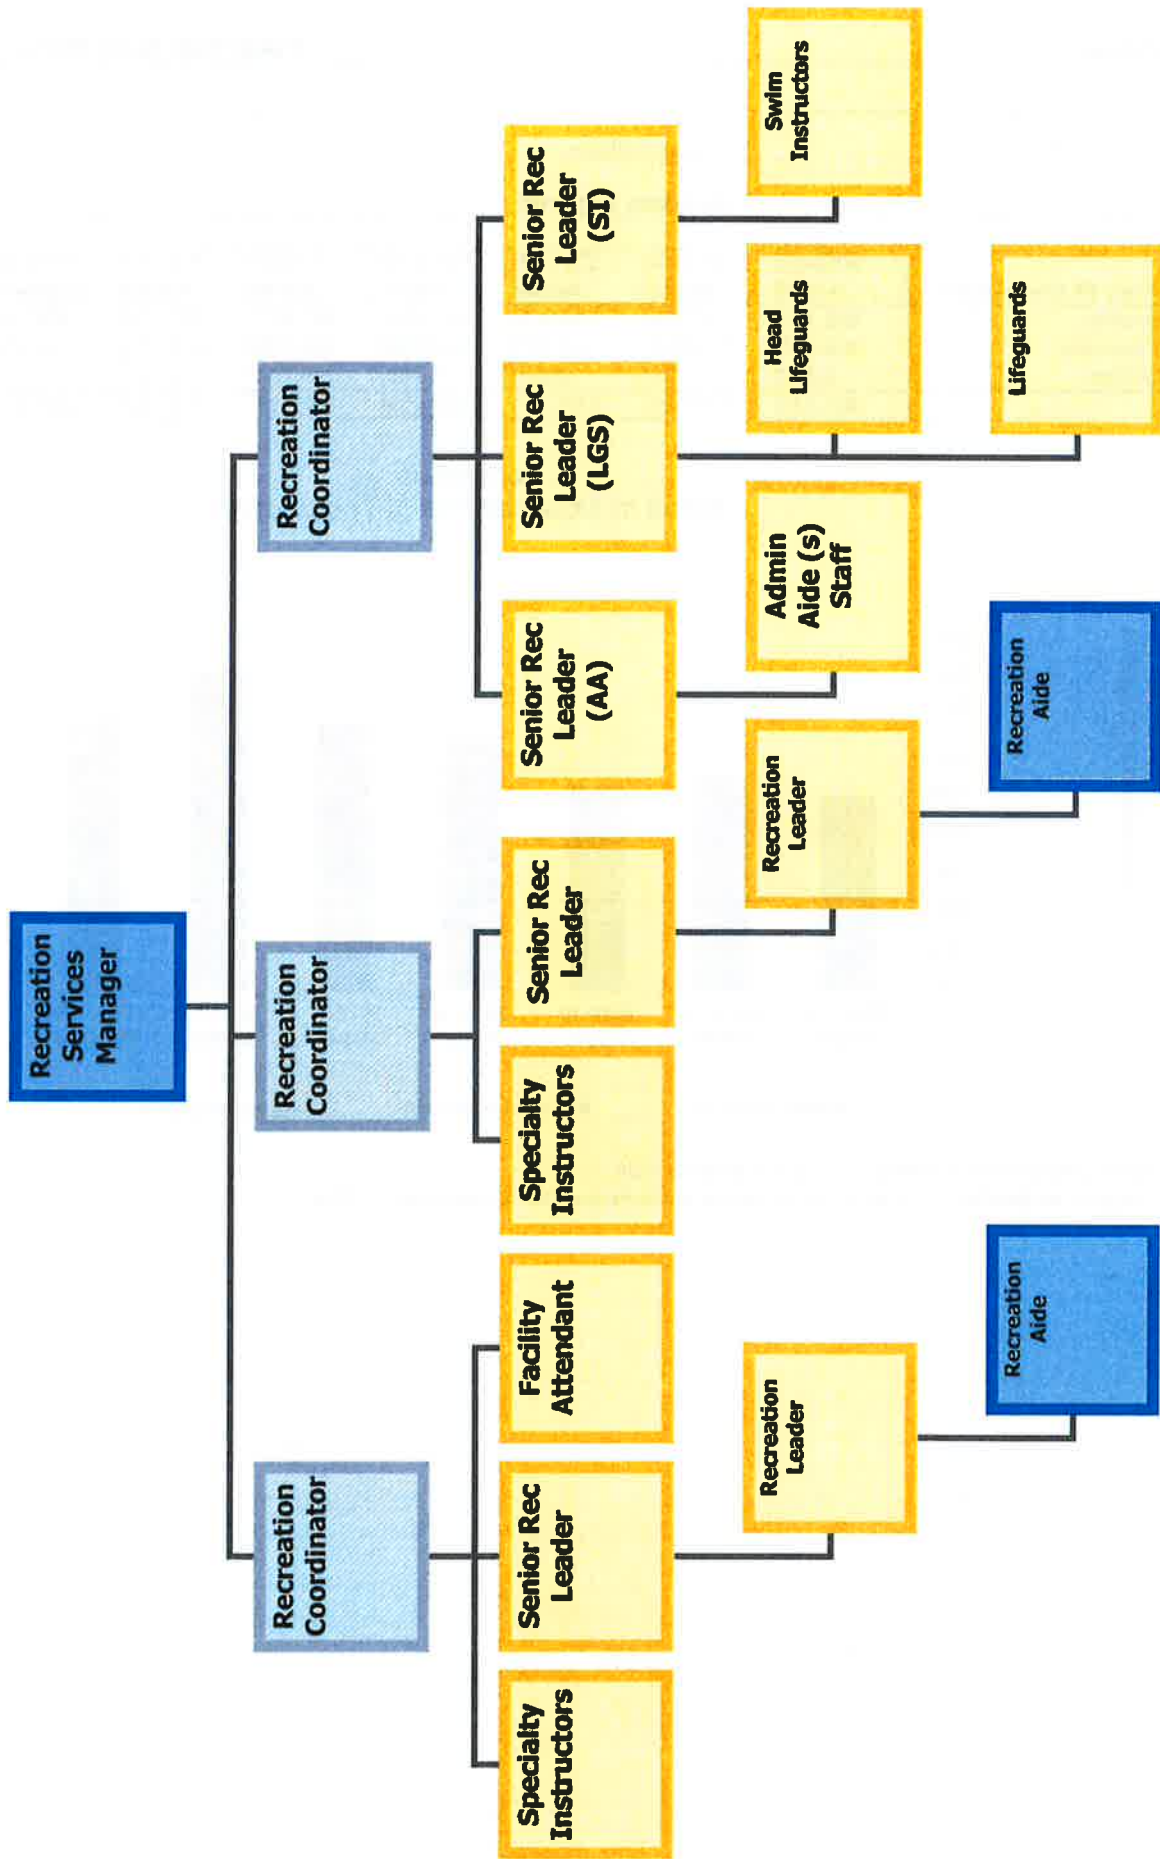 Recreation
Services
Manager
Recreation
Coordinator
Recreation
Coordinator
Recreation
Coordinator
Specialty
Instructors
Senior Rec
Leader
Facility
Attendant
Specialty
Instructors
Senior Rec
Leader
Senior Rec
Leader
(AA)
Senior Rec
Leader
(LGS)
Senior Rec
Leader
(SI)
Recreation
Leader
Recreation
Leader
Admin
Aide (s)
Staff
Head
Lifeguards
Swim
Instructors
Recreation
Aide
Recreation
Aide
Lifeguards